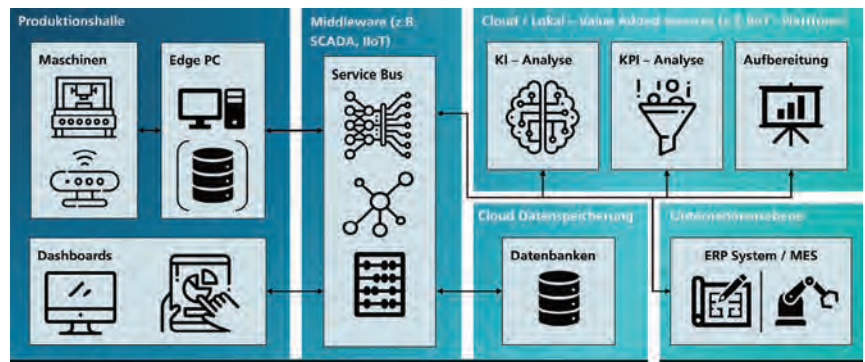 Produktionshalle
Maschinen
Edge PC
Dashboards
Middleware (z.B.
SCADA, IIoT)
Service Bus
Cloud / Lokal – Value Added Services (z.B. IIoT - Plattform)
KI – Analyse
KPI – Analyse
Aufbereitung
Cloud Datenspeicherung
Datenbanken
Unternehmensebene
ERP System / MES